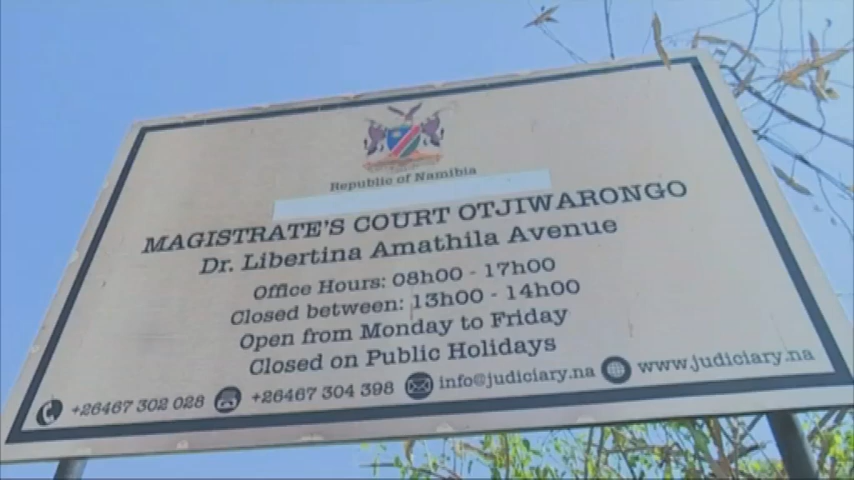 Republic of Namibia
MAGISTRATE'S COURT OTJIWARONGO
Dr. Libertina Amathila Avenue
Office Hours: 08h00 - 17h00
Closed between: 13h00 - 14h00
Open from Monday to Friday
Closed on Public Holidays
+26467 302 028 +26467 304 398 info@judiciary.na www.judiciary.na